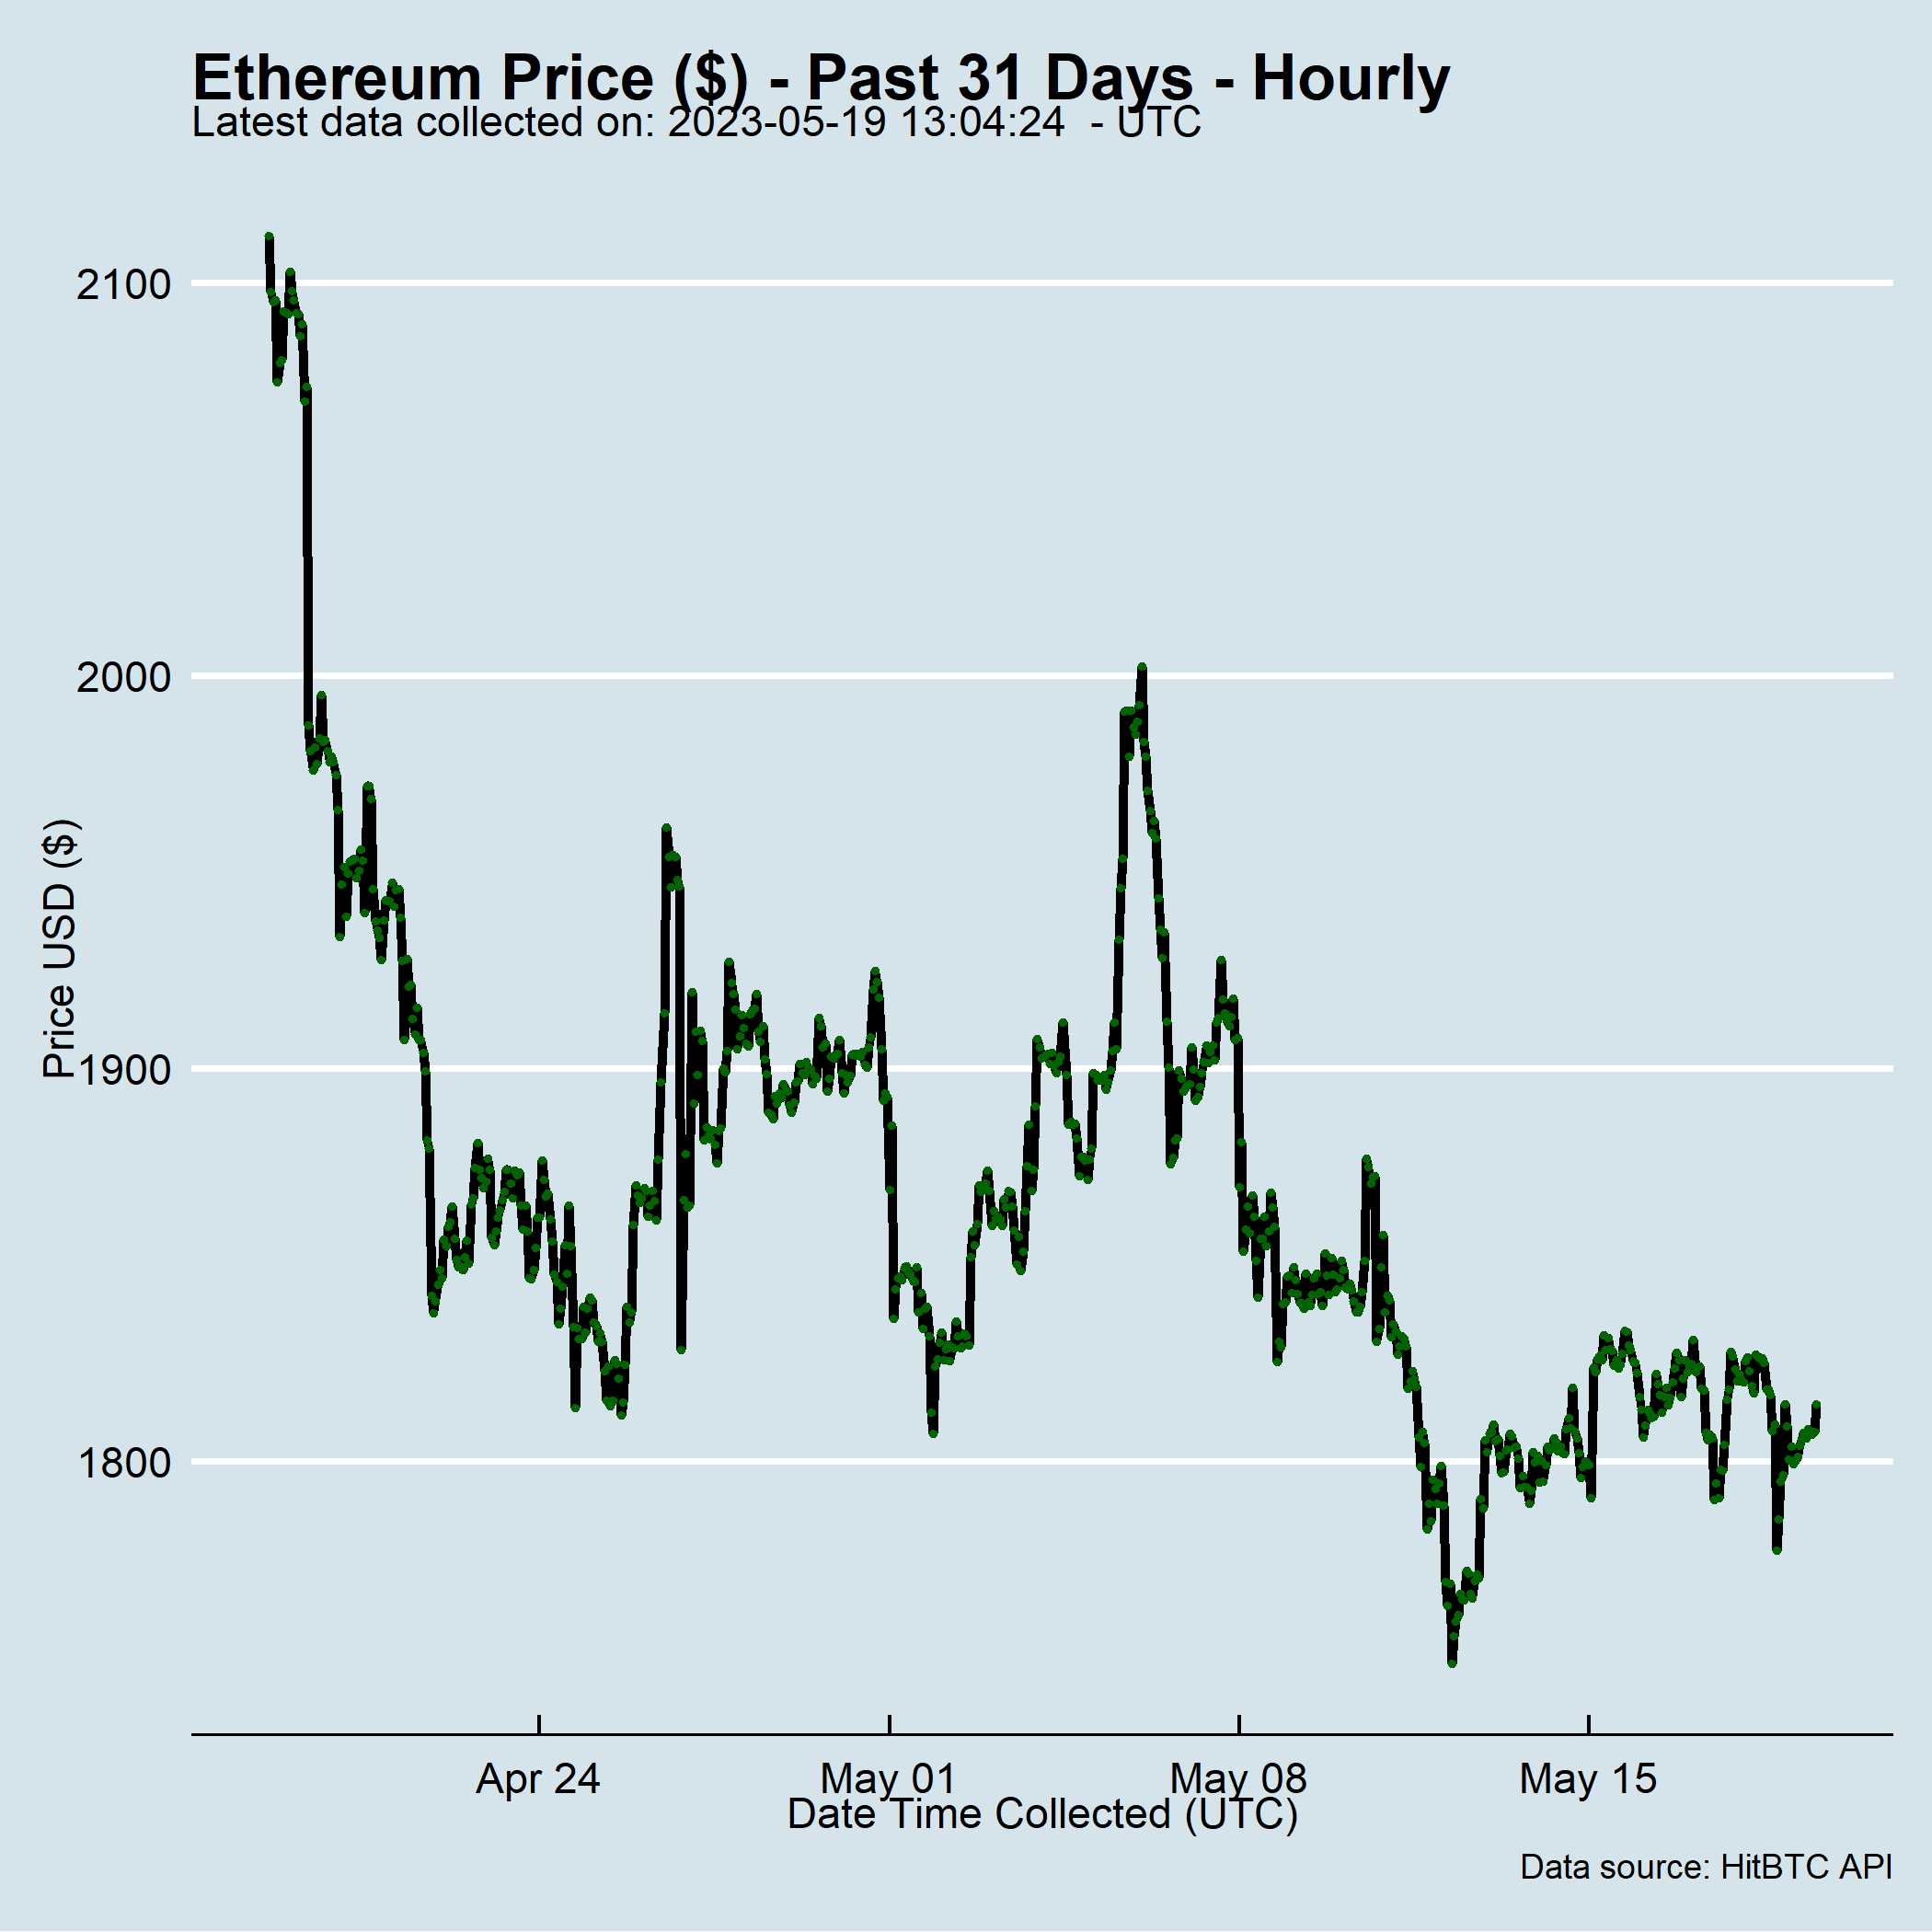 Ethereum Price ($) - Past 31 Days - Hourly
Latest data collected on: 2023-05-19 13:04:24  - UTC
2100
2000
1900
1800
Price USD ($)
Apr 24
May 01
May 08
May 15
Date Time Collected (UTC)
Data source: HitBTC API